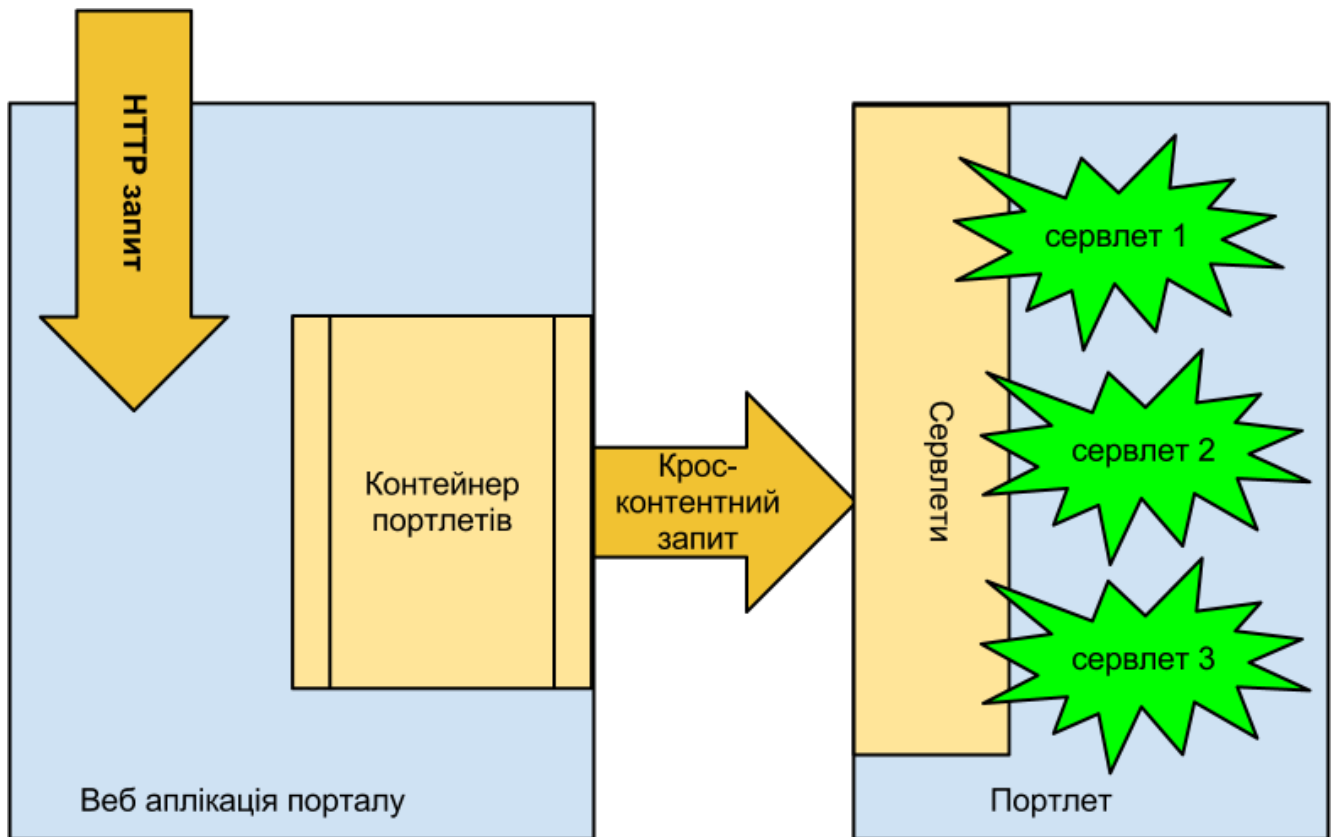 HTTP запит
Контейнер
портлетів
Веб аплікація порталу
Крос-
контентний
запит
Сервлети
сервлет 1
сервлет 2
сервлет 3
Портлет